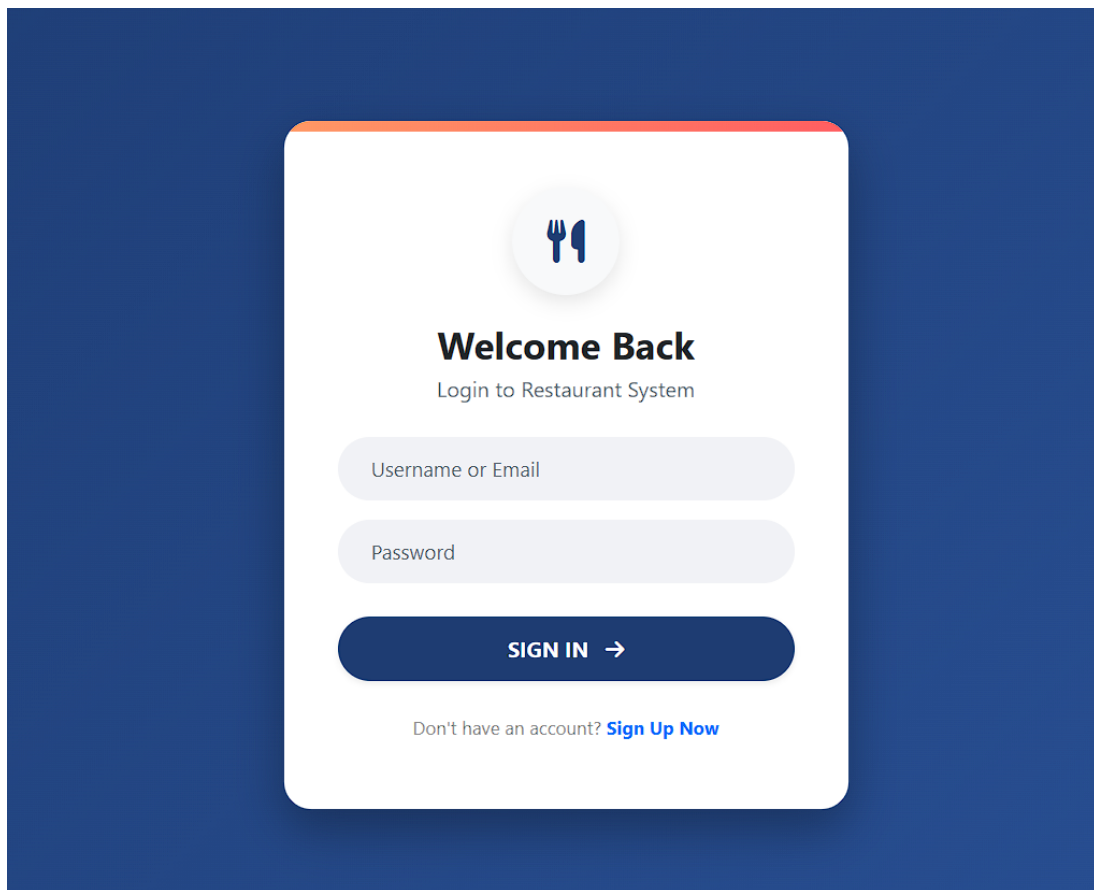 Welcome Back
Login to Restaurant System
Username or Email
Password
SIGN IN
Don't have an account? Sign Up Now